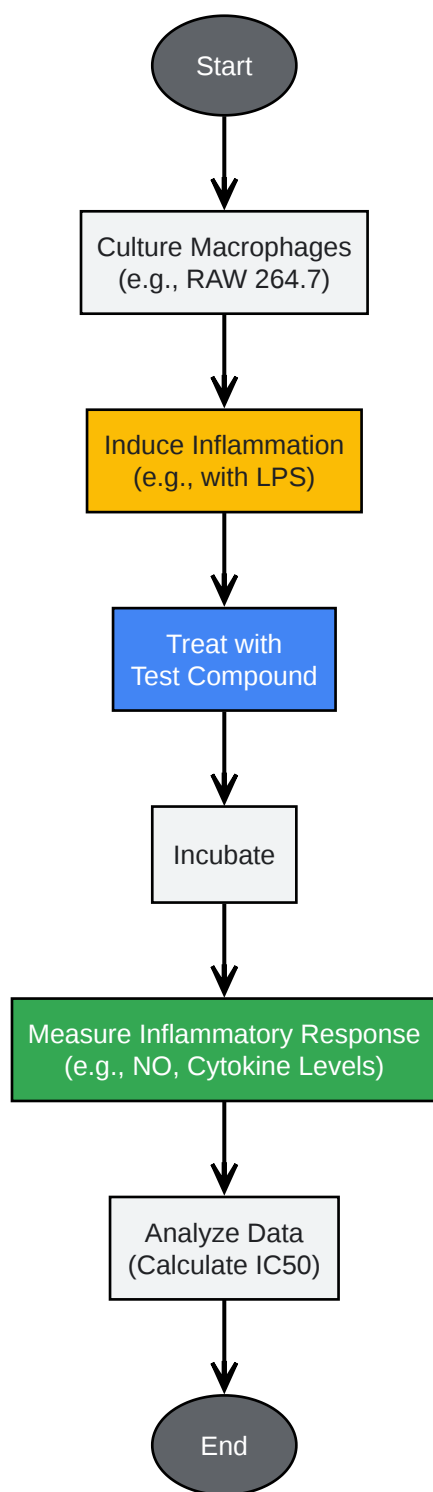 Start
Culture Macrophages
(e.g., RAW 264.7)
Induce Inflammation
(e.g., with LPS)
Treat with
Test Compound
Incubate
Measure Inflammatory Response
(e.g., NO, Cytokine Levels)
Analyze Data
(Calculate IC50)
End